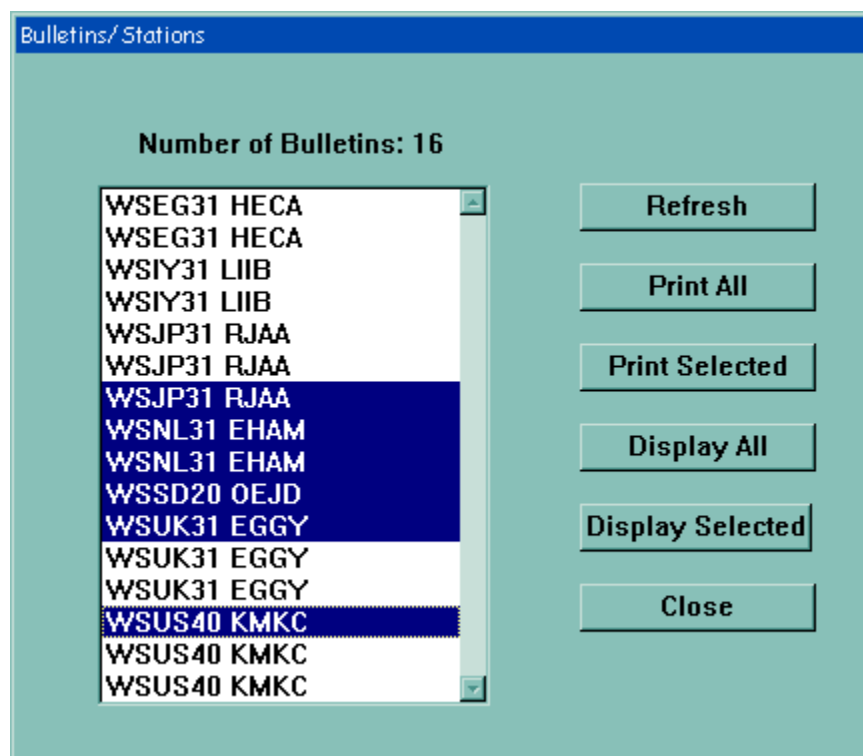 Bulletins/Stations
Number of Bulletins: 16
WSEG31 HECA
WSEG31 HECA
WSIY31 LIIB
WSIY31 LIIB
WSJP31 RJAA
WSJP31 RJAA
WSJP31 RJAA
WSNL31 EHAM
WSNL31 EHAM
WSSD20 OEJD
WSUK31 EGGY
WSUK31 EGGY
WSUK31 EGGY
WSUS40 KMKC
WSUS40 KMKC
WSUS40 KMKC
Refresh
Print All
Print Selected
Display All
Display Selected
Close